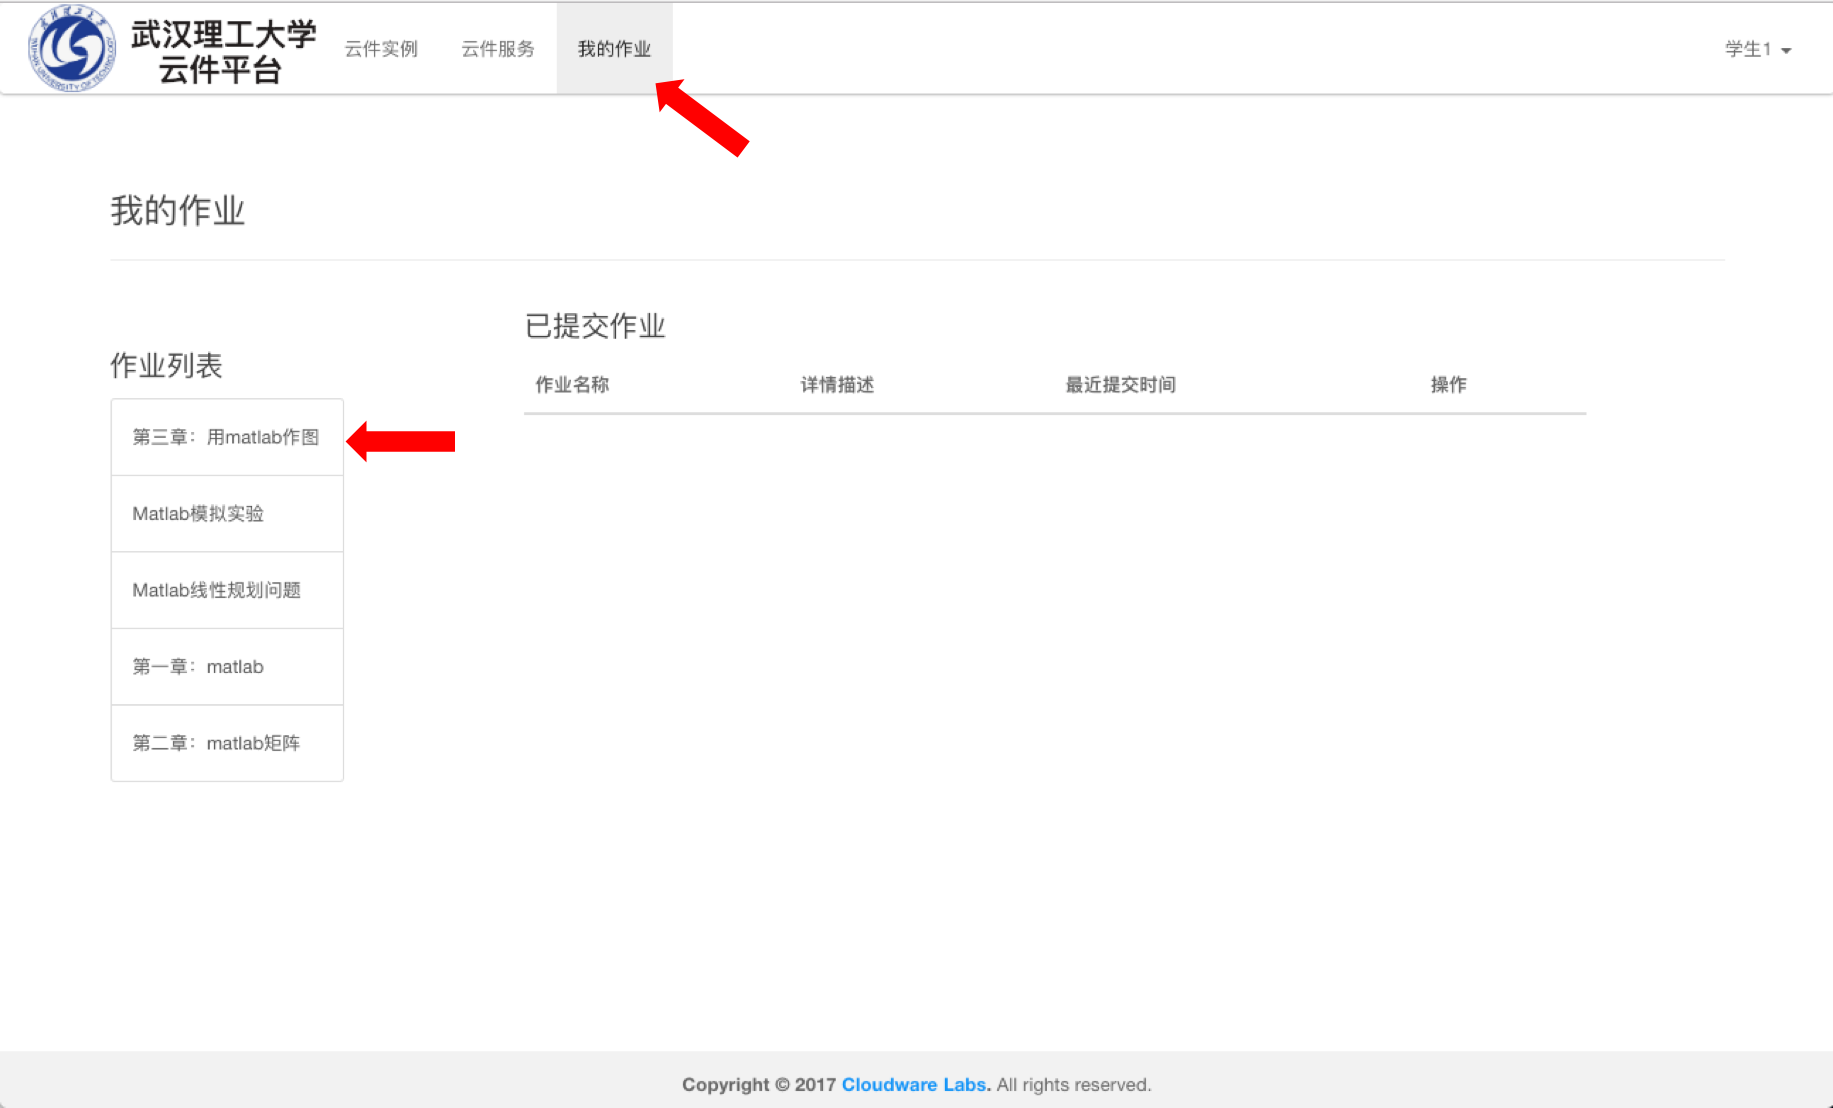 武汉理工大学
云件平台
云件实例
云件服务
我的作业
学生1
我的作业
已提交作业
作业列表
作业名称
详情描述
最近提交时间
操作
第三章：用matlab作图
Matlab模拟实验
Matlab线性规划问题
第一章：matlab
第二章：matlab矩阵
Copyright © 2017 Cloudware Labs. All rights reserved.